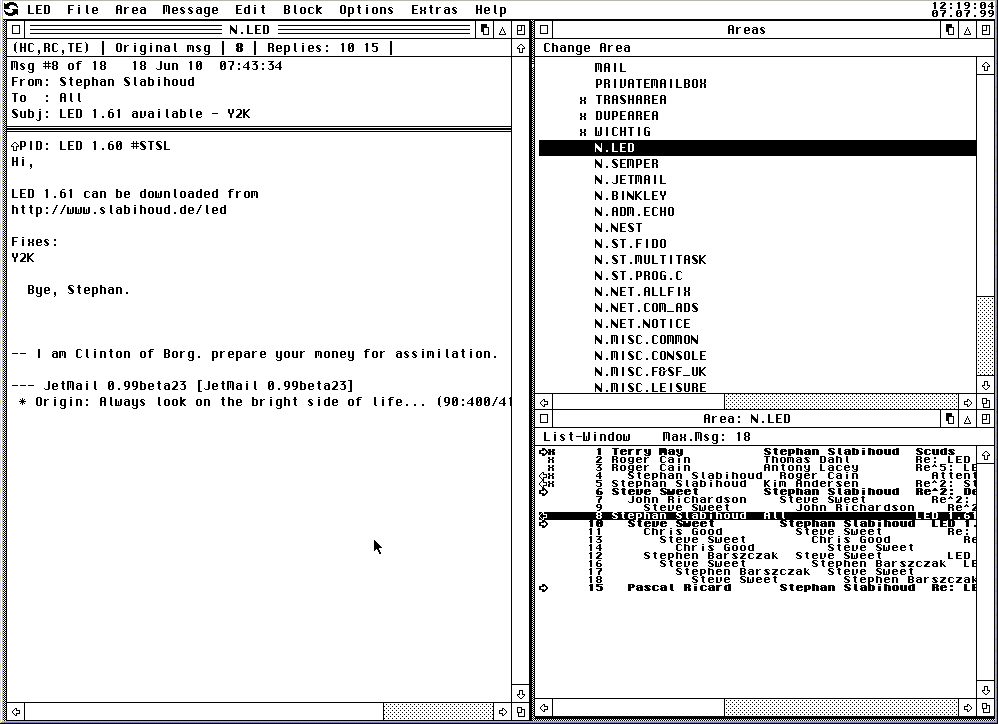 LED File Area Message Edit Block Options Extras Help
12:19:04
07.07.99
N.LED
(HC,RC,TE) | Original msg | 8 | Replies: 10 15 |
Msg #8 of 18 18 Jun 10 07:43:34
From: Stephan Slabihoud
To : All
Subj: LED 1.61 available - Y2K
PID: LED 1.60 #STSL
Hi,
LED 1.61 can be downloaded from
http://www.slabihoud.de/led
Fixes:
Y2K
Bye, Stephan.
-- I am Clinton of Borg. prepare your money for assimilation.
--- JetMail 0.99beta23 [JetMail 0.99beta23]
* Origin: Always look on the bright side of life... (90:400/41
Areas
Change Area
MAIL
PRIVATEMAILBOX
x TRASHAREA
x DUPEAREA
x WICHTIG
N.LED
N.SEMPER
N.JETMAIL
N.BINKLEY
N.ADM.ECHO
N.NEST
N.ST.FIDO
N.ST.MULTITASK
N.ST.PROG.C
N.NET.ALLFIX
N.NET.COM_ADS
N.NET.NOTICE
N.MISC.COMMON
N.MISC.CONSOLE
N.MISC.F&SF_UK
N.MISC.LEISURE
Area: N.LED
List-Window Max.Msg: 18
x 1 Terry May Stephan Slabihoud Scuds
x 2 Roger Cain Thomas Dahl Re: LED
x 3 Roger Cain Antony Lacey Re^5: LE
x 4 Stephan Slabihoud Roger Cain Attent
x 5 Stephan Slabihoud Kim Andersen Re^2: St
6 Steve Sweet Stephan Slabihoud Re^2: De
7 John Richardson Steve Sweet Re:
9 Steve Sweet John Richardson Re^2
8 Stephan Slabihoud All LED 1.61
10 Steve Sweet Stephan Slabihoud LED 1.
11 Chris Good Steve Sweet Re:
13 Steve Sweet Chris Good Re
14 Chris Good Steve Sweet
12 Stephen Barszczak Steve Sweet LED
16 Steve Sweet Stephen Barszczak LE
17 Stephen Barszczak Steve Sweet
18 Steve Sweet Stephen Barszczak
15 Pascal Ricard Stephan Slabihoud Re: LE